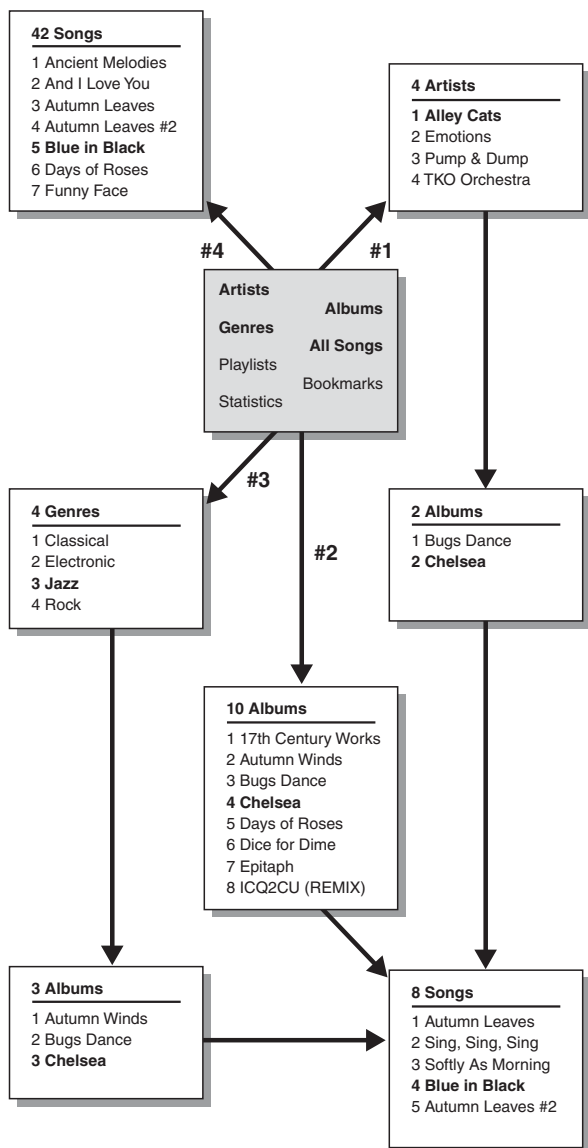 42 Songs
1 Ancient Melodies
2 And I Love You
3 Autumn Leaves
4 Autumn Leaves #2
5 Blue in Black
6 Days of Roses
7 Funny Face
4 Artists
1 Alley Cats
2 Emotions
3 Pump & Dump
4 TKO Orchestra
#4
#1
Artists
Albums
Genres
All Songs
Playlists
Bookmarks
Statistics
#3
#2
4 Genres
1 Classical
2 Electronic
3 Jazz
4 Rock
2 Albums
1 Bugs Dance
2 Chelsea
10 Albums
1 17th Century Works
2 Autumn Winds
3 Bugs Dance
4 Chelsea
5 Days of Roses
6 Dice for Dime
7 Epitaph
8 ICQ2CU (REMIX)
3 Albums
1 Autumn Winds
2 Bugs Dance
3 Chelsea
8 Songs
1 Autumn Leaves
2 Sing, Sing, Sing
3 Softly As Morning
4 Blue in Black
5 Autumn Leaves #2